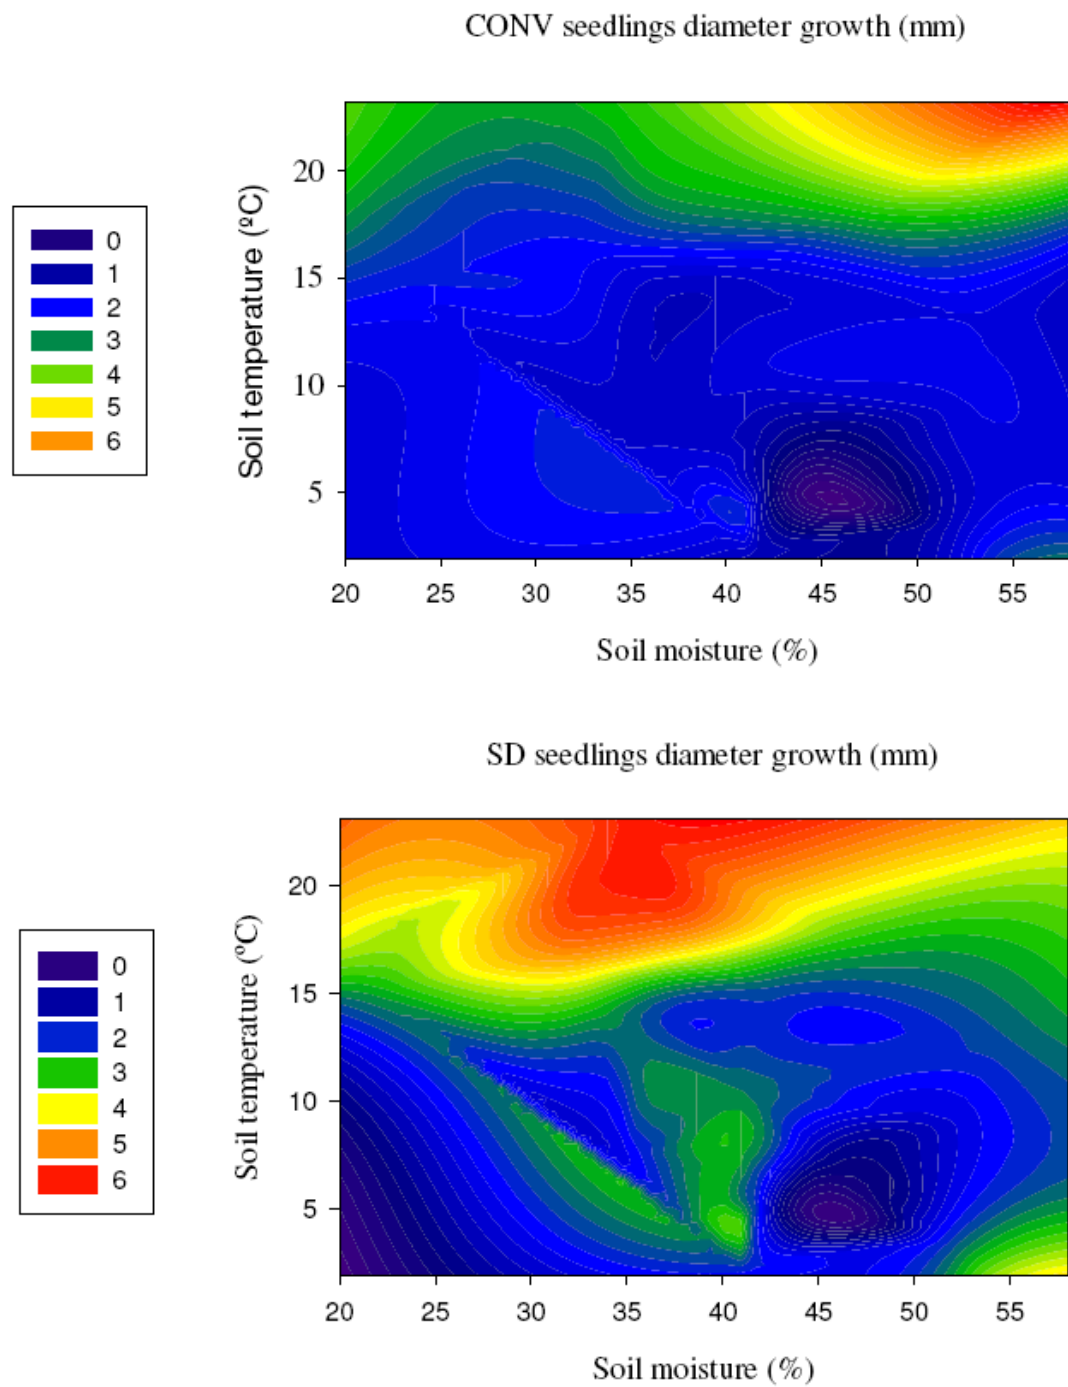 CONV seedlings diameter growth (mm)
0
1
2
3
4
5
6
Soil temperature (ºC)
20
15
10
5
20 25 30 35 40 45 50 55
Soil moisture (%)
SD seedlings diameter growth (mm)
0
1
2
3
4
5
6
Soil temperature (ºC)
20
15
10
5
20 25 30 35 40 45 50 55
Soil moisture (%)